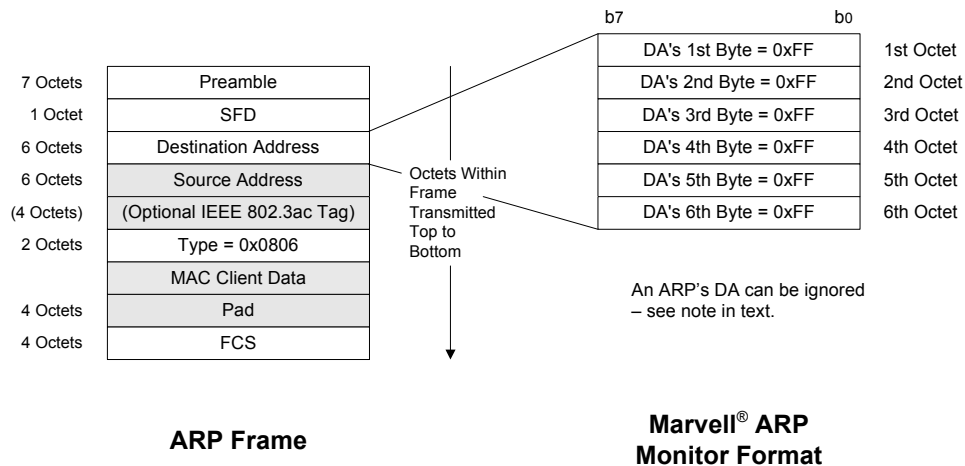 b7 b0
DA's 1st Byte = 0xFF 1st Octet
DA's 2nd Byte = 0xFF 2nd Octet
DA's 3rd Byte = 0xFF 3rd Octet
DA's 4th Byte = 0xFF 4th Octet
DA's 5th Byte = 0xFF 5th Octet
DA's 6th Byte = 0xFF 6th Octet
7 Octets Preamble
1 Octet SFD
6 Octets Destination Address
6 Octets Source Address
(4 Octets) (Optional IEEE 802.3ac Tag)
2 Octets Type = 0x0806
MAC Client Data
4 Octets Pad
4 Octets FCS
Octets Within
Frame
Transmitted
Top to
Bottom
An ARP's DA can be ignored
– see note in text.
ARP Frame
Marvell® ARP
Monitor Format